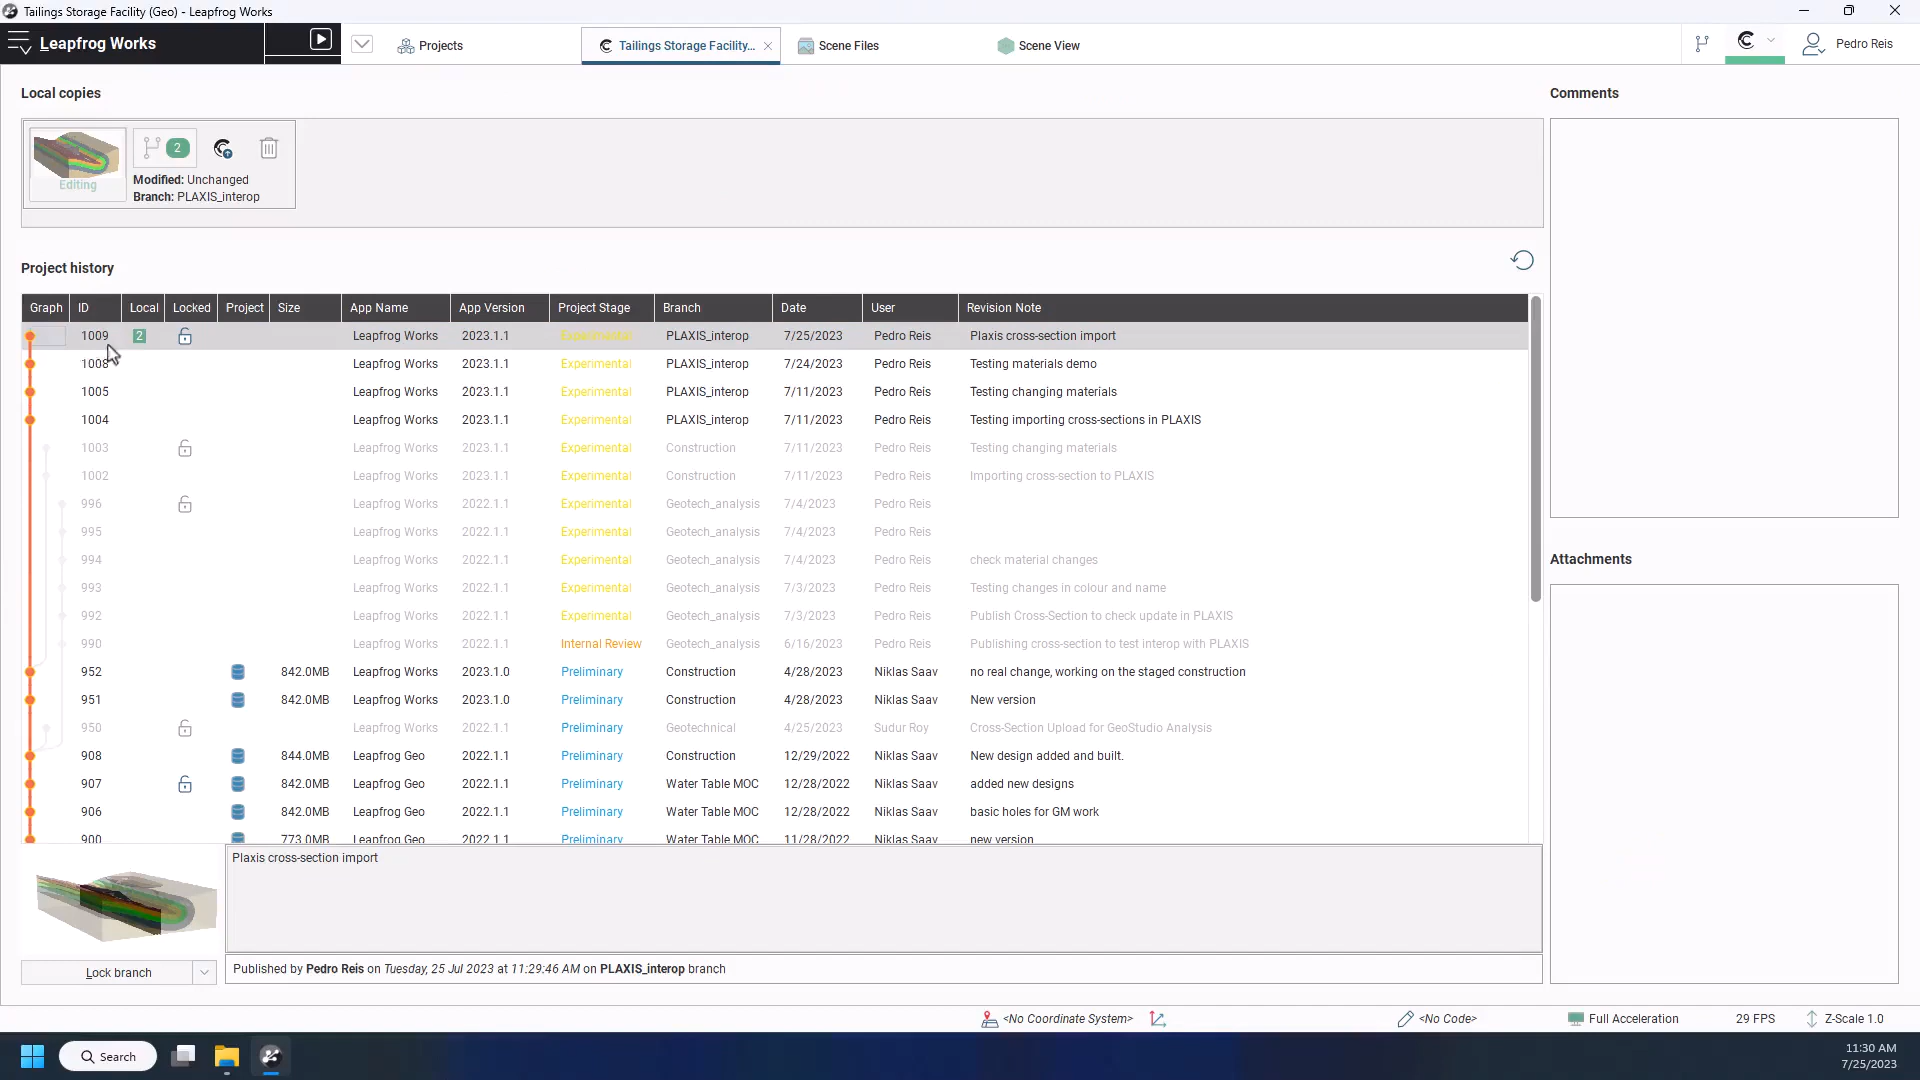 Tailings Storage Facility (Geo) - Leapfrog Works
Leapfrog Works
Projects
Tailings Storage Facility...
Scene Files
Scene View
Pedro Reis
Local copies
Comments
2
Editing
Modified: Unchanged
Branch: PLAXIS_interop
Project history
Graph ID Local Locked Project Size App Name App Version Project Stage Branch Date User Revision Note
1009 2 Leapfrog Works 2023.1.1 Experimental PLAXIS_interop 7/25/2023 Pedro Reis Plaxis cross-section import
1008 Leapfrog Works 2023.1.1 Experimental PLAXIS_interop 7/24/2023 Pedro Reis Testing materials demo
1005 Leapfrog Works 2023.1.1 Experimental PLAXIS_interop 7/11/2023 Pedro Reis Testing changing materials
1004 Leapfrog Works 2023.1.1 Experimental PLAXIS_interop 7/11/2023 Pedro Reis Testing importing cross-sections in PLAXIS
1003 Leapfrog Works 2023.1.1 Experimental Construction 7/11/2023 Pedro Reis Testing changing materials
1002 Leapfrog Works 2023.1.1 Experimental Construction 7/11/2023 Pedro Reis Importing cross-section to PLAXIS
996 Leapfrog Works 2022.1.1 Experimental Geotech_analysis 7/4/2023 Pedro Reis
995 Leapfrog Works 2022.1.1 Experimental Geotech_analysis 7/4/2023 Pedro Reis
994 Leapfrog Works 2022.1.1 Experimental Geotech_analysis 7/4/2023 Pedro Reis check material changes
993 Leapfrog Works 2022.1.1 Experimental Geotech_analysis 7/3/2023 Pedro Reis Testing changes in colour and name
992 Leapfrog Works 2022.1.1 Experimental Geotech_analysis 7/3/2023 Pedro Reis Publish Cross-Section to check update in PLAXIS
990 Leapfrog Works 2022.1.1 Internal Review Geotech_analysis 6/16/2023 Pedro Reis Publishing cross-section to test interop with PLAXIS
952 842.0MB Leapfrog Works 2023.1.0 Preliminary Construction 4/28/2023 Niklas Saav no real change, working on the staged construction
951 842.0MB Leapfrog Works 2023.1.0 Preliminary Construction 4/28/2023 Niklas Saav New version
950 Leapfrog Works 2022.1.1 Preliminary Geotechnical 4/25/2023 Sudur Roy Cross-Section Upload for GeoStudio Analysis
908 844.0MB Leapfrog Geo 2022.1.1 Preliminary Construction 12/29/2022 Niklas Saav New design added and built.
907 842.0MB Leapfrog Geo 2022.1.1 Preliminary Water Table MOC 12/28/2022 Niklas Saav added new designs
906 842.0MB Leapfrog Geo 2022.1.1 Preliminary Water Table MOC 12/28/2022 Niklas Saav basic holes for GM work
900 773.0MB Leapfrog Geo 2022.1.1 Preliminary Water Table MOC 11/28/2022 Niklas Saav new version
Attachments
Plaxis cross-section import
Lock branch
Published by Pedro Reis on Tuesday, 25 Jul 2023 at 11:29:46 AM on PLAXIS_interop branch
<No Coordinate System>
<No Code>
Full Acceleration
29 FPS
Z-Scale 1.0
Search
11:30 AM
7/25/2023